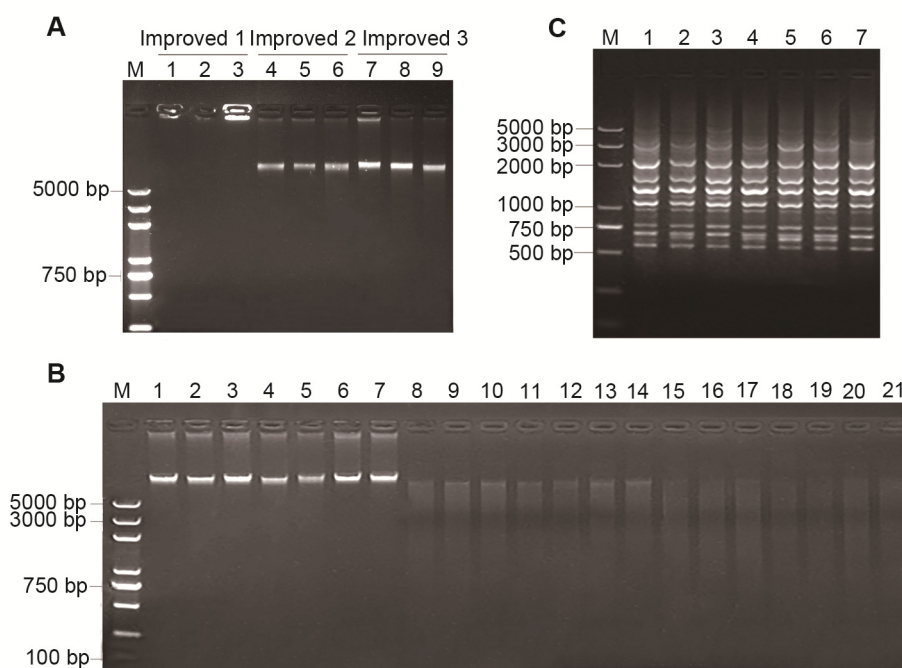 A
Improved 1 Improved 2 Improved 3
M 1 2 3 4 5 6 7 8 9
5000 bp
750 bp
C
M 1 2 3 4 5 6 7
5000 bp
3000 bp
2000 bp
1000 bp
750 bp
500 bp
B
M 1 2 3 4 5 6 7 8 9 10 11 12 13 14 15 16 17 18 19 20 21
5000 bp
3000 bp
750 bp
100 bp